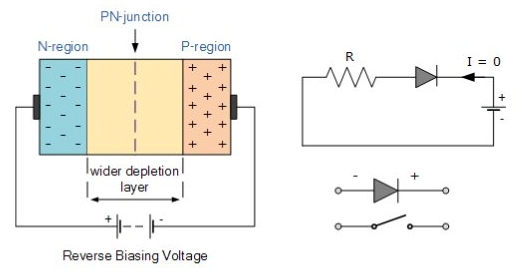 PN-junction
N-region
P-region
wider depletion
layer
+
-
Reverse Biasing Voltage
R
I = 0
+
-
-
+